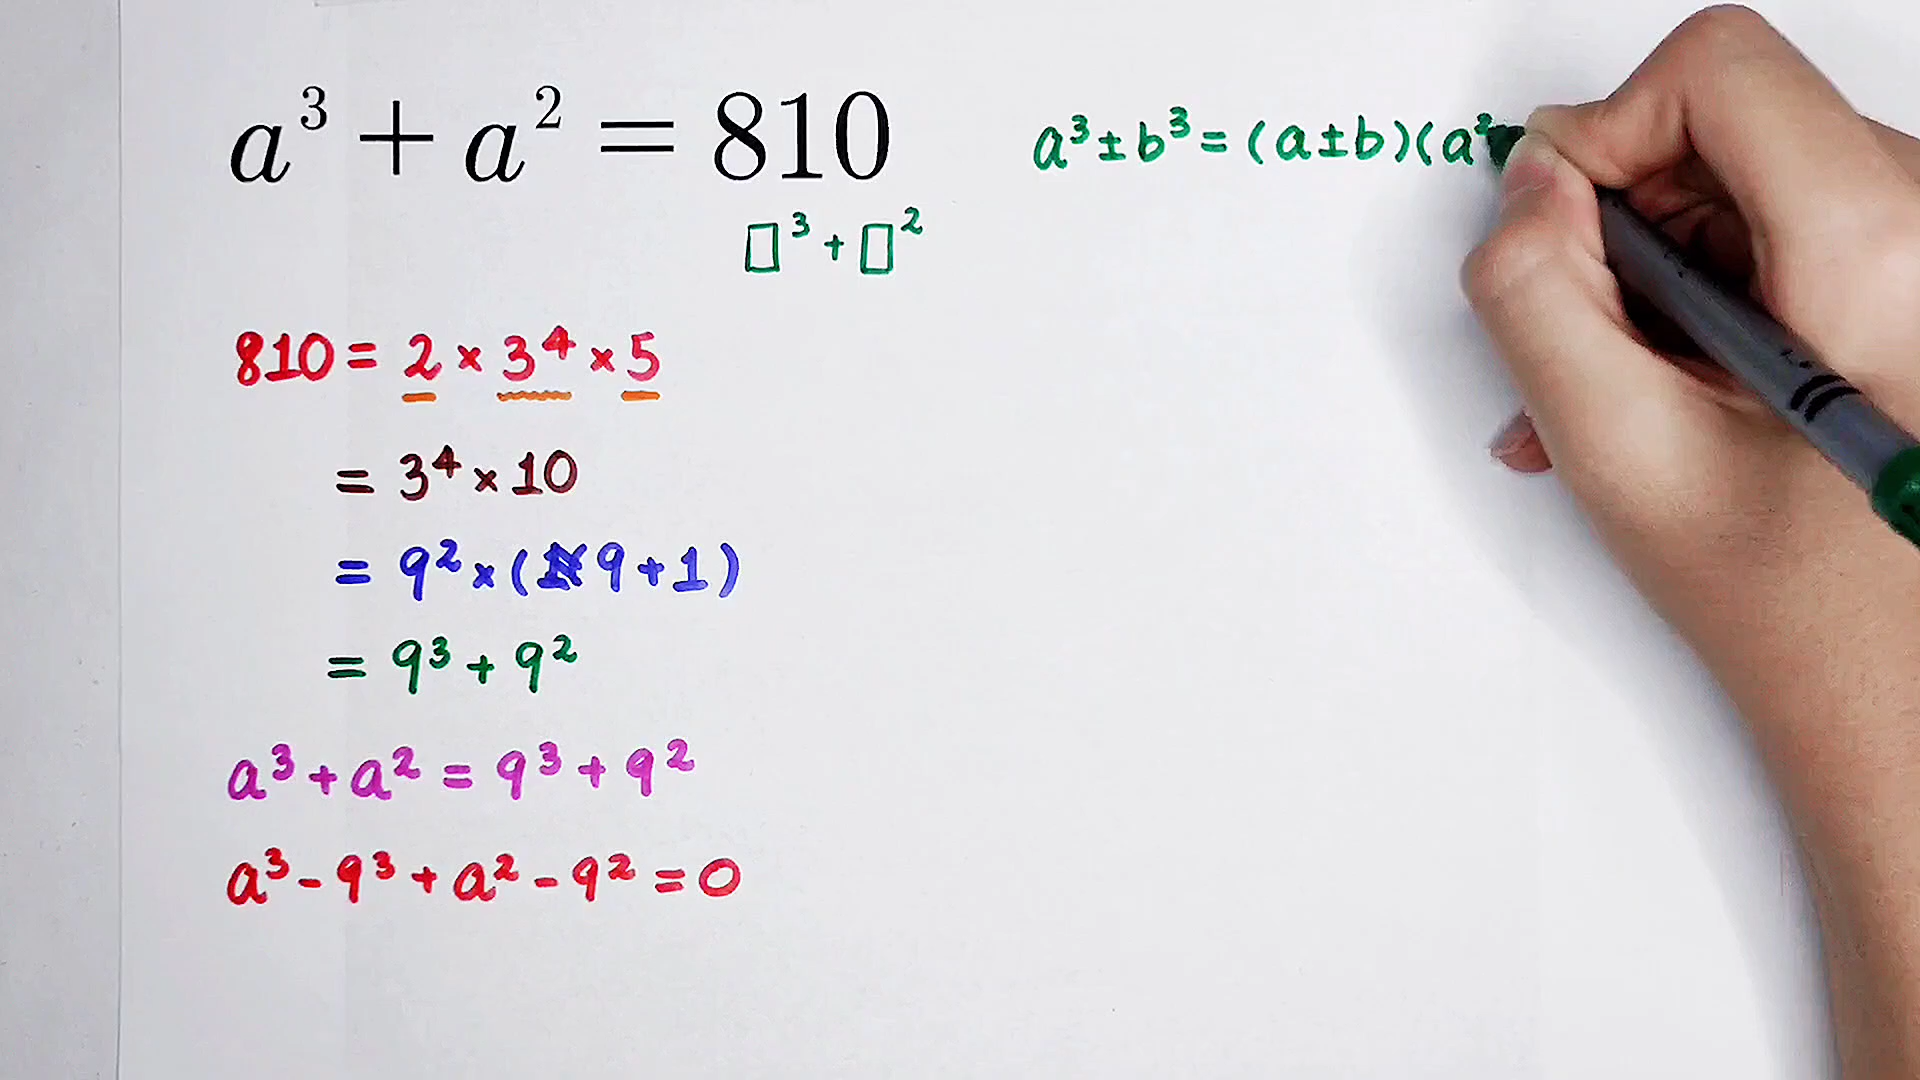 a³ + a² = 810
□³ + □²
a³ ± b³ = (a ± b)(a²
810 = 2 × 3⁴ × 5
= 3⁴ × 10
= 9² × (9 + 1)
= 9³ + 9²
a³ + a² = 9³ + 9²
a³ - 9³ + a² - 9² = 0